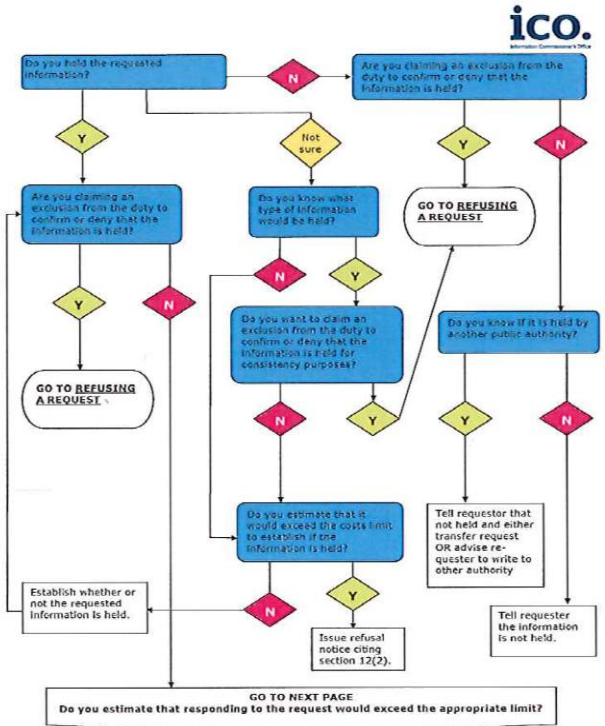 ico.
Information Commissioner's Office
Do you hold the requested
information?
N
Are you claiming an exclusion from the
duty to confirm or deny that the
information is held?
Y
Not
sure
Y
N
Are you claiming an
exclusion from the duty to
confirm or deny that the
information is held?
Do you know what
type of information
would be held?
GO TO REFUSING
A REQUEST
N
Y
Y
N
Do you want to claim an
exclusion from the duty to
confirm or deny that the
information is held for
consistency purposes?
Do you know if it is held by
another public authority?
GO TO REFUSING
A REQUEST
N
Y
Y
N
Do you estimate that it
would exceed the costs limit
to establish if the
information is held?
Tell requestor that
not held and either
transfer request
OR advise re-
quester to write to
other authority
Establish whether or
not the requested
information is held.
N
Y
Tell requester
the information
is not held.
Issue refusal
notice citing
section 12(2).
GO TO NEXT PAGE
Do you estimate that responding to the request would exceed the appropriate limit?